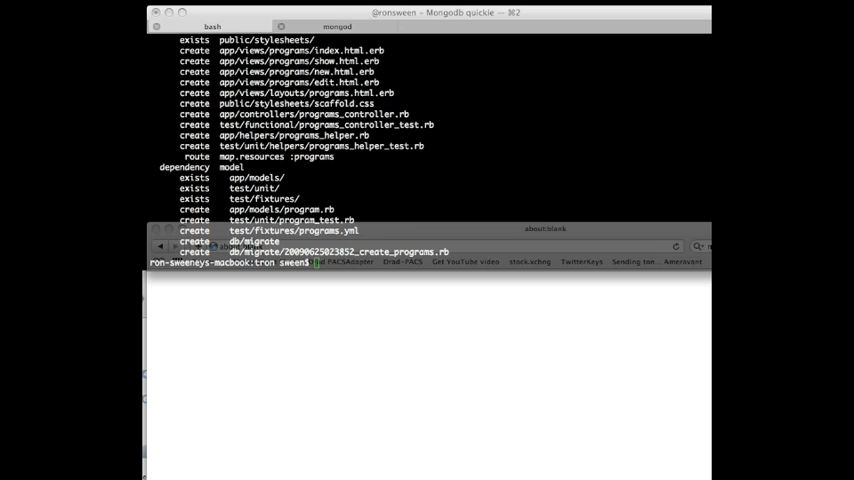 @ronsween – Mongodb quickie — ⌘2
bash
mongod
exists public/stylesheets/
create app/views/programs/index.html.erb
create app/views/programs/show.html.erb
create app/views/programs/new.html.erb
create app/views/programs/edit.html.erb
create app/views/layouts/programs.html.erb
create public/stylesheets/scaffold.css
create app/controllers/programs_controller.rb
create test/functional/programs_controller_test.rb
create app/helpers/programs_helper.rb
create test/unit/helpers/programs_helper_test.rb
route map.resources :programs
dependency model
exists app/models/
exists test/unit/
exists test/fixtures/
create app/models/program.rb
create test/unit/program_test.rb
about:blank
create test/fixtures/programs.yml
create db/migrate
create db/migrate/20090625023852_create_programs.rb
ron-sweeneys-macbook:tron sween$
PACSAdapter Drad-PACS Get YouTube video stock.xchng TwitterKeys Sending ton... Ameravant